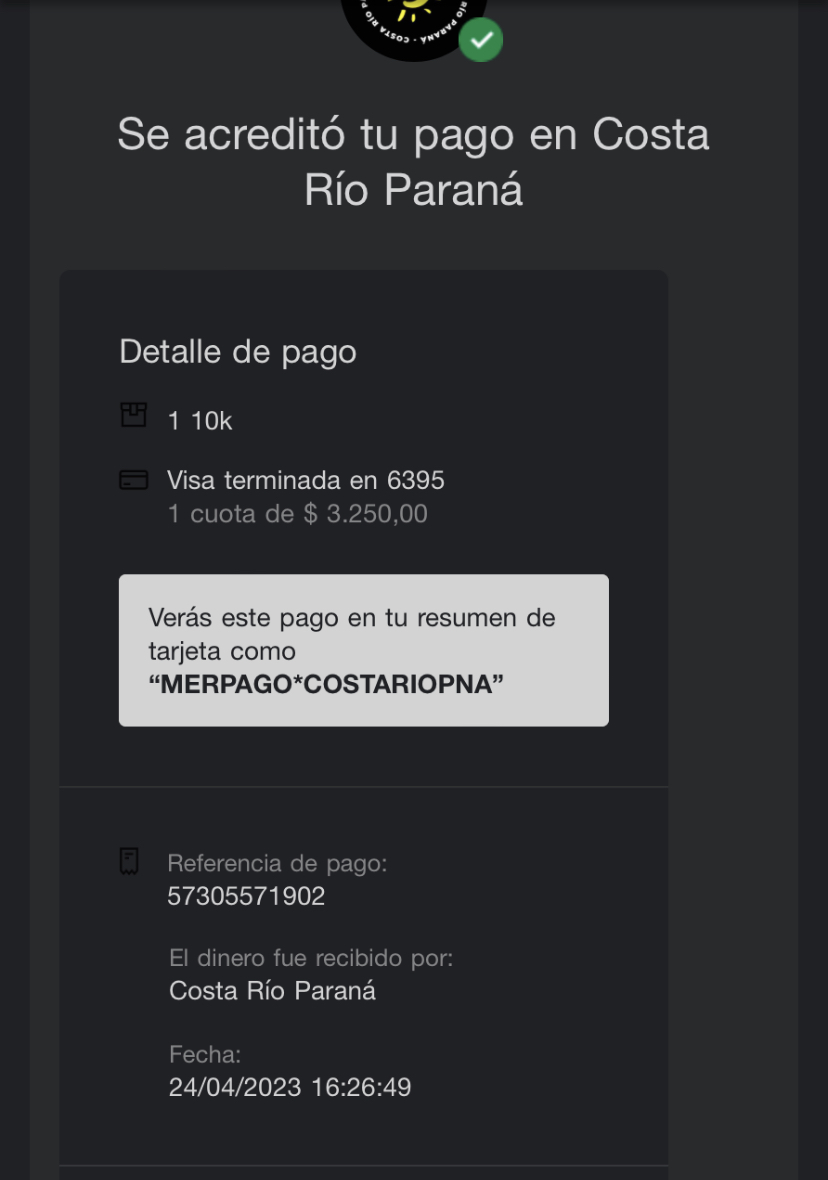 COSTA RÍO PARANÁ
Se acreditó tu pago en Costa
Río Paraná
Detalle de pago
1 10k
Visa terminada en 6395
1 cuota de $ 3.250,00
Verás este pago en tu resumen de
tarjeta como
“MERPAGO*COSTARIOPNA”
Referencia de pago:
57305571902
El dinero fue recibido por:
Costa Río Paraná
Fecha:
24/04/2023 16:26:49